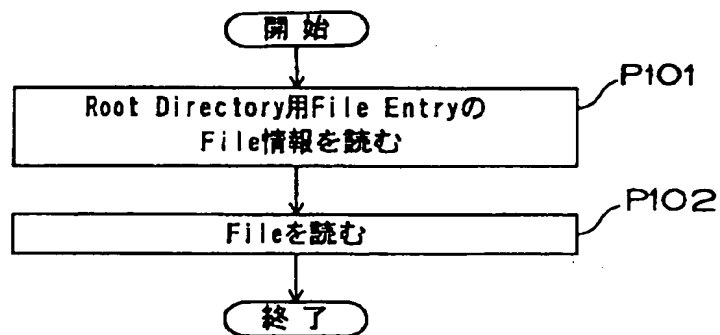 開始
P101
Root Directory用File Entryの
File情報を読む
P102
Fileを読む
終了